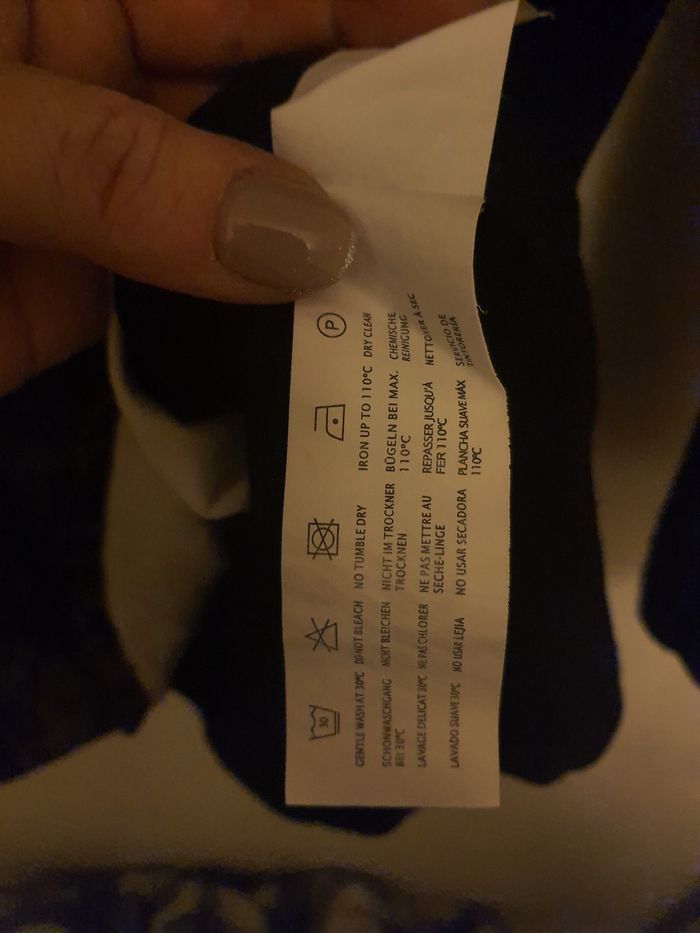 30
P
GENTLE WASH AT 30°C DO NOT BLEACH NO TUMBLE DRY IRON UP TO 110°C DRY CLEAN
SCHONWASCHGANG NICHT BLEICHEN NICHT IM TROCKNER BÜGELN BEI MAX. CHEMISCHE
BEI 30°C TROCKNEN 110°C REINIGUNG
LAVAGE DELICAT 30°C NE PAS CHLORER NE PAS METTRE AU REPASSER JUSQU'À NETTOYER À SEC
SECHE-LINGE FER 110°C
LAVADO SUAVE 30°C NO USAR LEJIA NO USAR SECADORA PLANCHA SUAVE MÁX SERVICIO DE
110°C TINTORERÍA